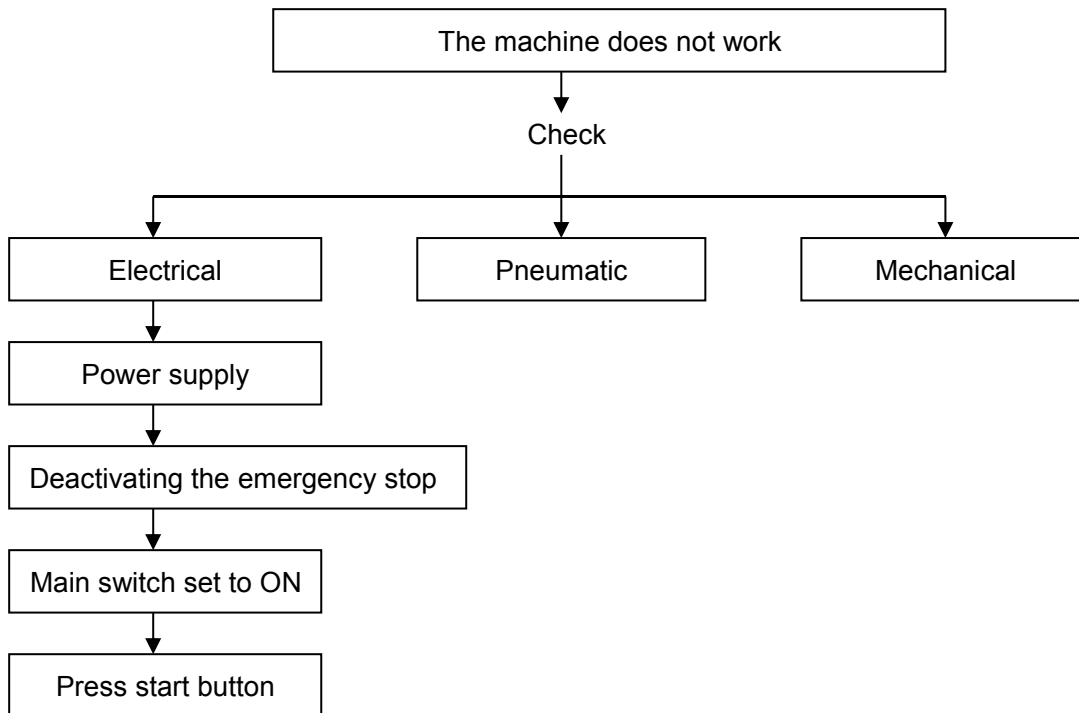 The machine does not work
Check
Electrical
Pneumatic
Mechanical
Power supply
Deactivating the emergency stop
Main switch set to ON
Press start button